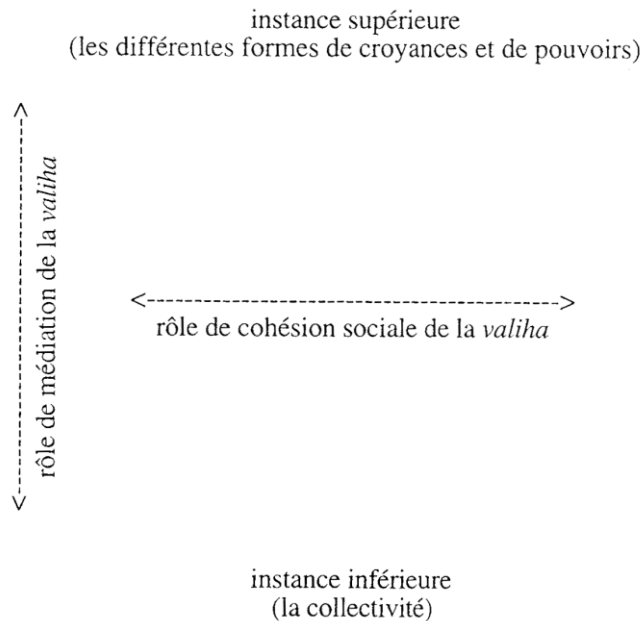 instance supérieure
(les différentes formes de croyances et de pouvoirs)
rôle de médiation de la valiha
rôle de cohésion sociale de la valiha
instance inférieure
(la collectivité)